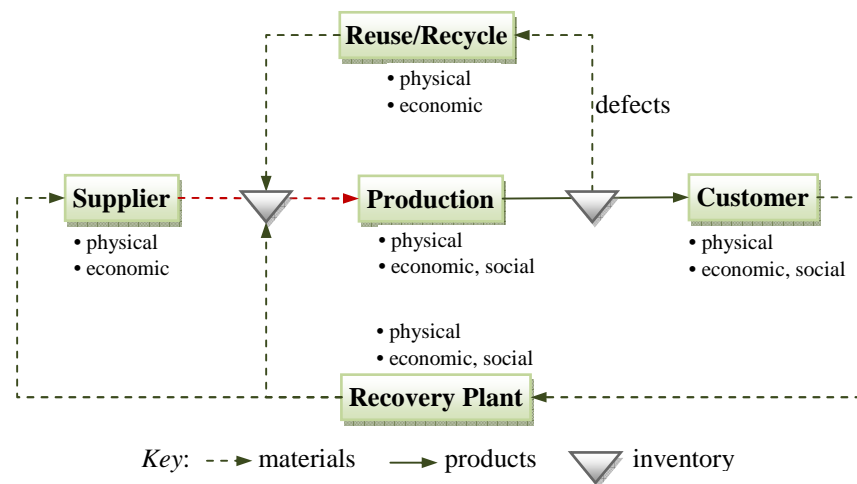 Reuse/Recycle
• physical
• economic
defects
Supplier
• physical
• economic
Production
• physical
• economic, social
Customer
• physical
• economic, social
• physical
• economic, social
Recovery Plant
Key: materials products inventory